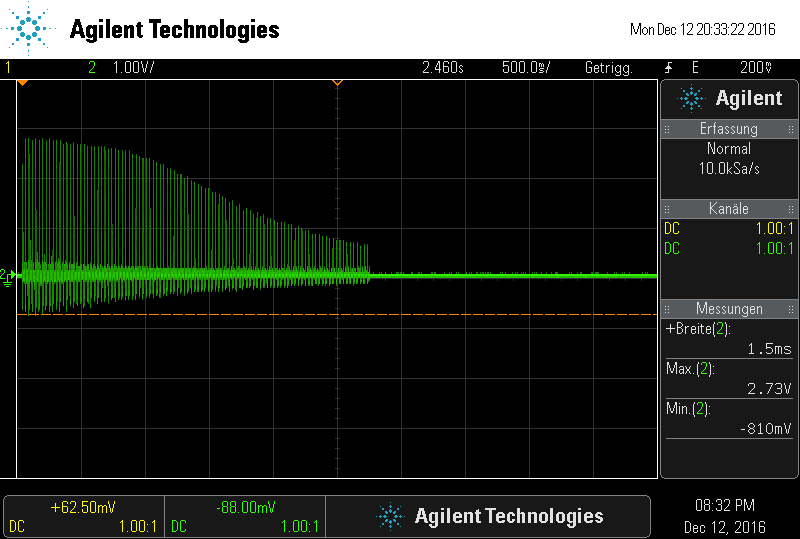 Agilent Technologies
Mon Dec 12 20:33:22 2016
1 2 1.00V/ 2.460s 500.0ms/ Getrigg. E 200V
Agilent
Erfassung
Normal
10.0kSa/s
Kanäle
DC 1.00:1
DC 1.00:1
Messungen
+Breite(2):
1.5ms
Max.(2):
2.73V
Min.(2):
-810mV
2
+62.50mV
DC 1.00:1
-88.00mV
DC 1.00:1
Agilent Technologies
08:32 PM
Dec 12, 2016